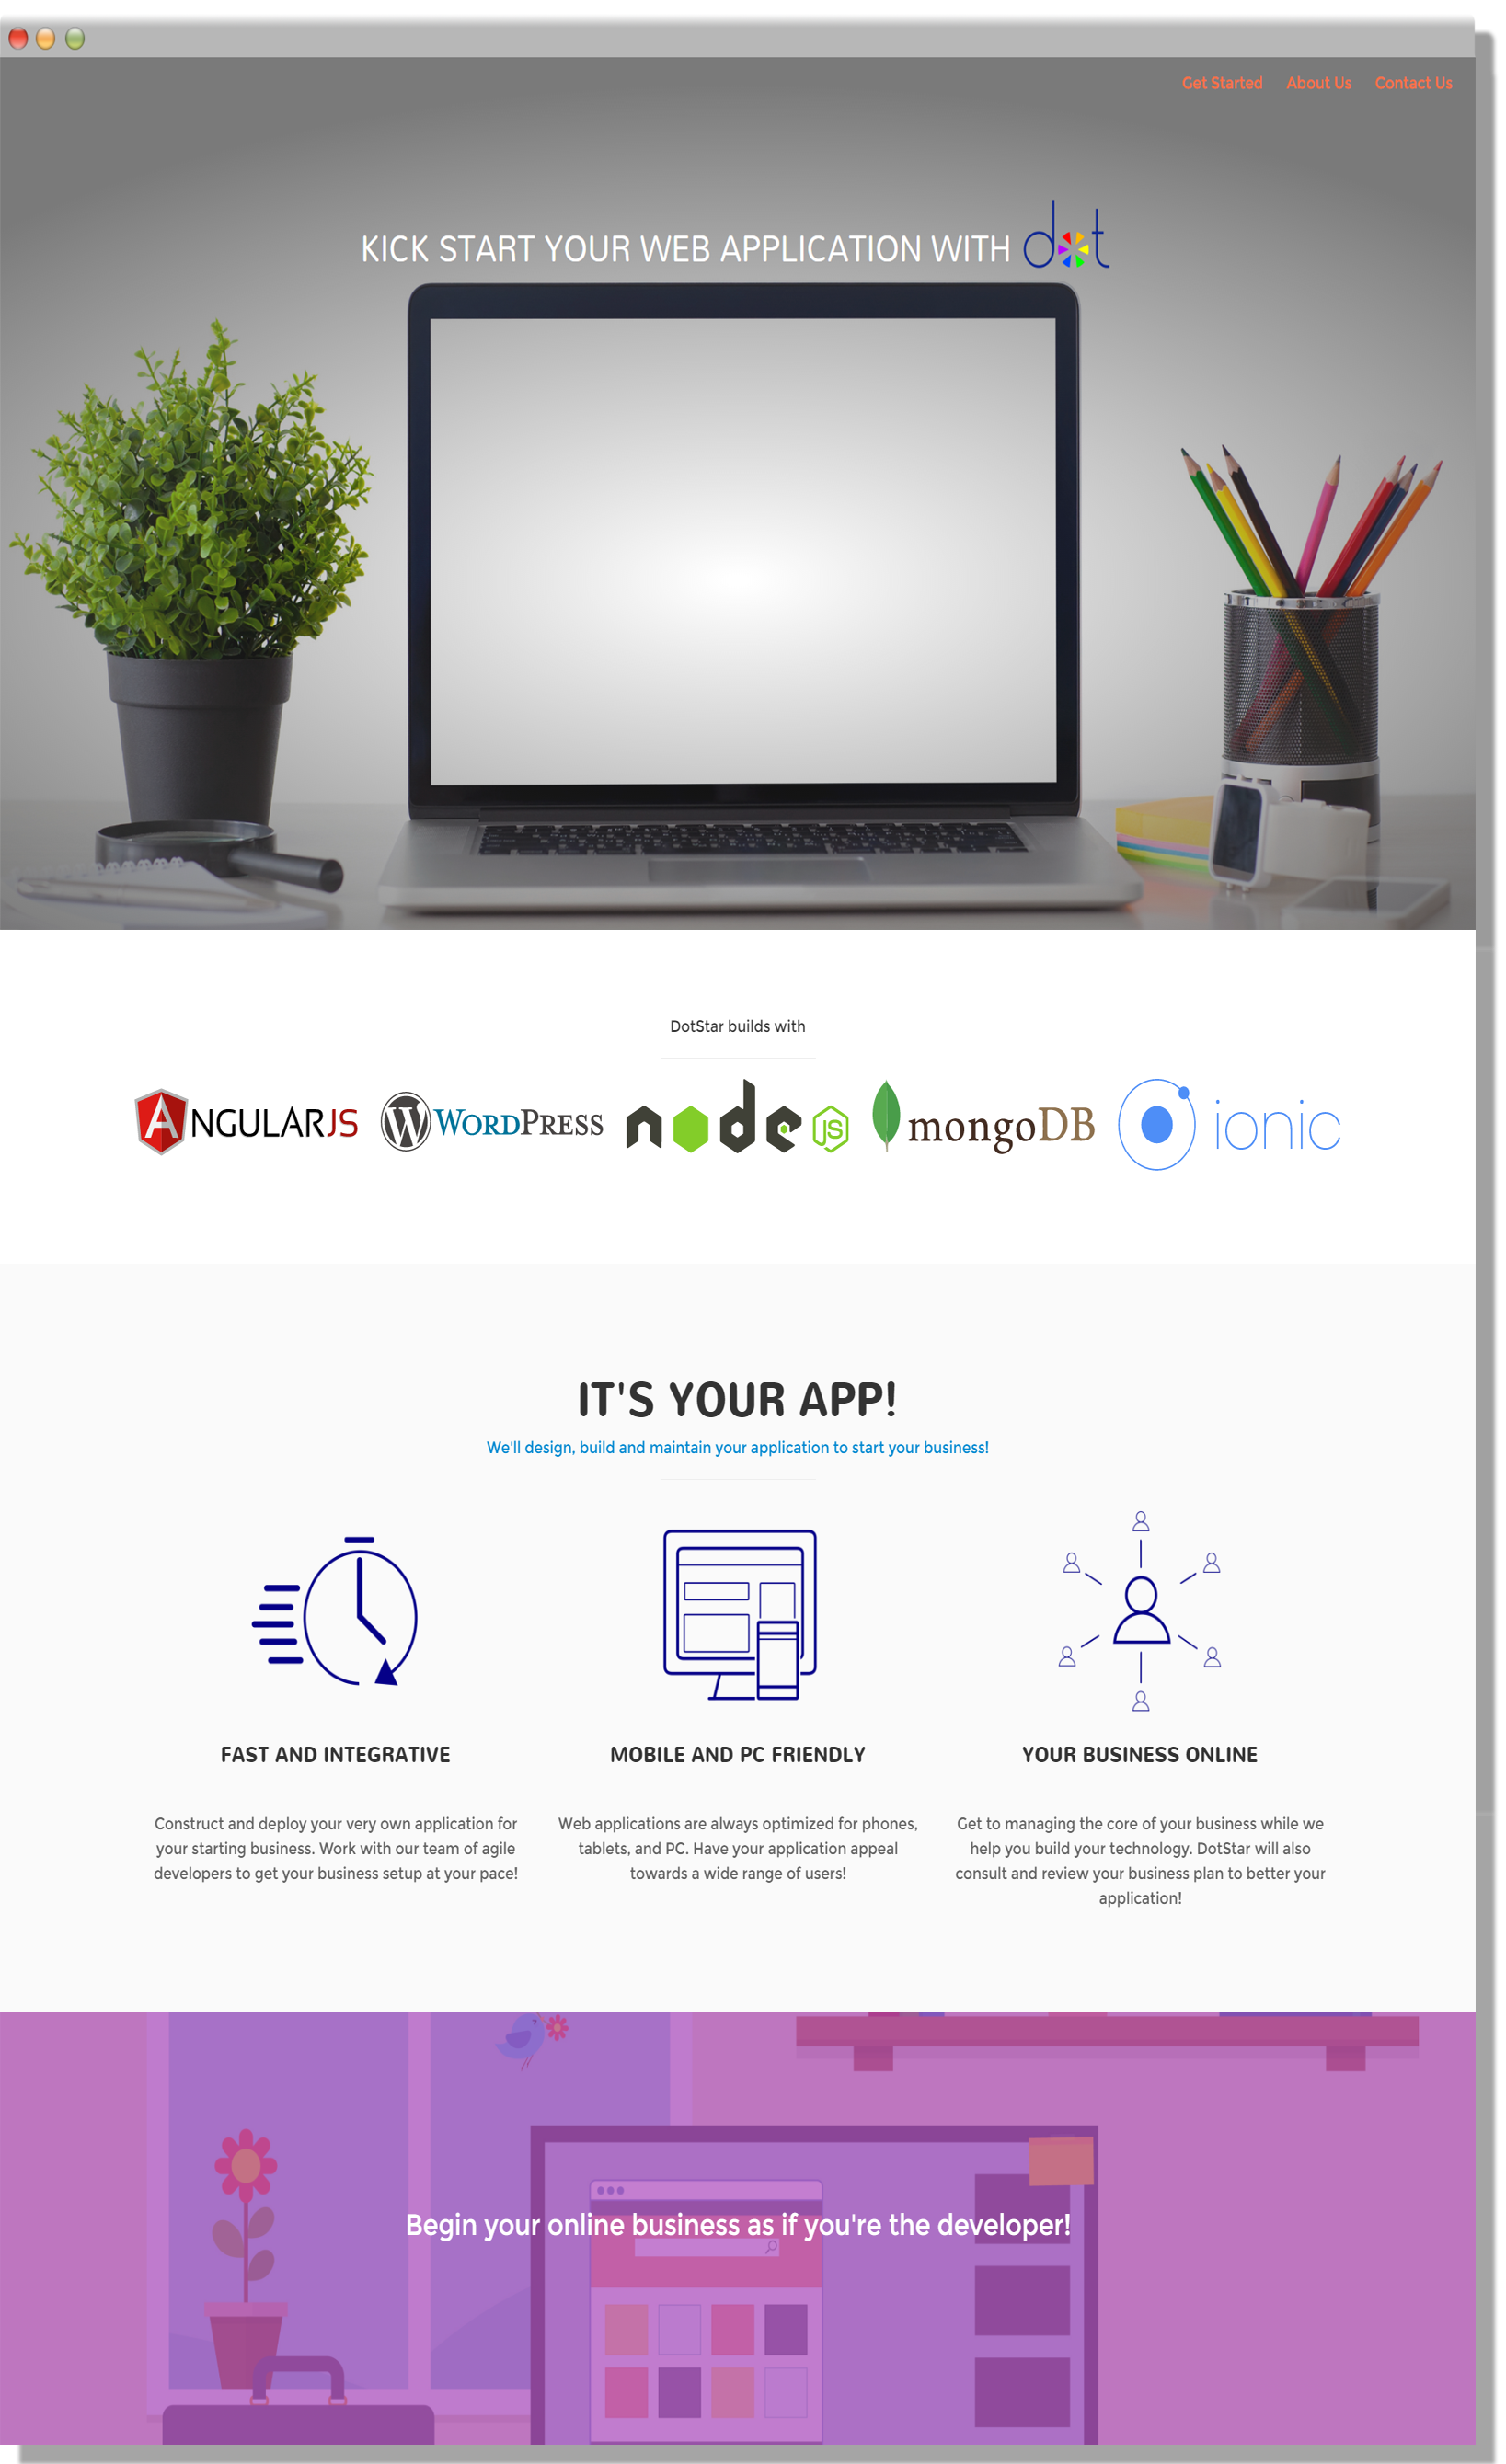 Get Started About Us Contact Us
KICK START YOUR WEB APPLICATION WITH dot
DotStar builds with
ANGULARJS WORDPRESS node JS mongoDB ionic
IT'S YOUR APP!
We'll design, build and maintain your application to start your business!
FAST AND INTEGRATIVE
Construct and deploy your very own application for
your starting business. Work with our team of agile
developers to get your business setup at your pace!
MOBILE AND PC FRIENDLY
Web applications are always optimized for phones,
tablets, and PC. Have your application appeal
towards a wide range of users!
YOUR BUSINESS ONLINE
Get to managing the core of your business while we
help you build your technology. DotStar will also
consult and review your business plan to better your
application!
Begin your online business as if you're the developer!